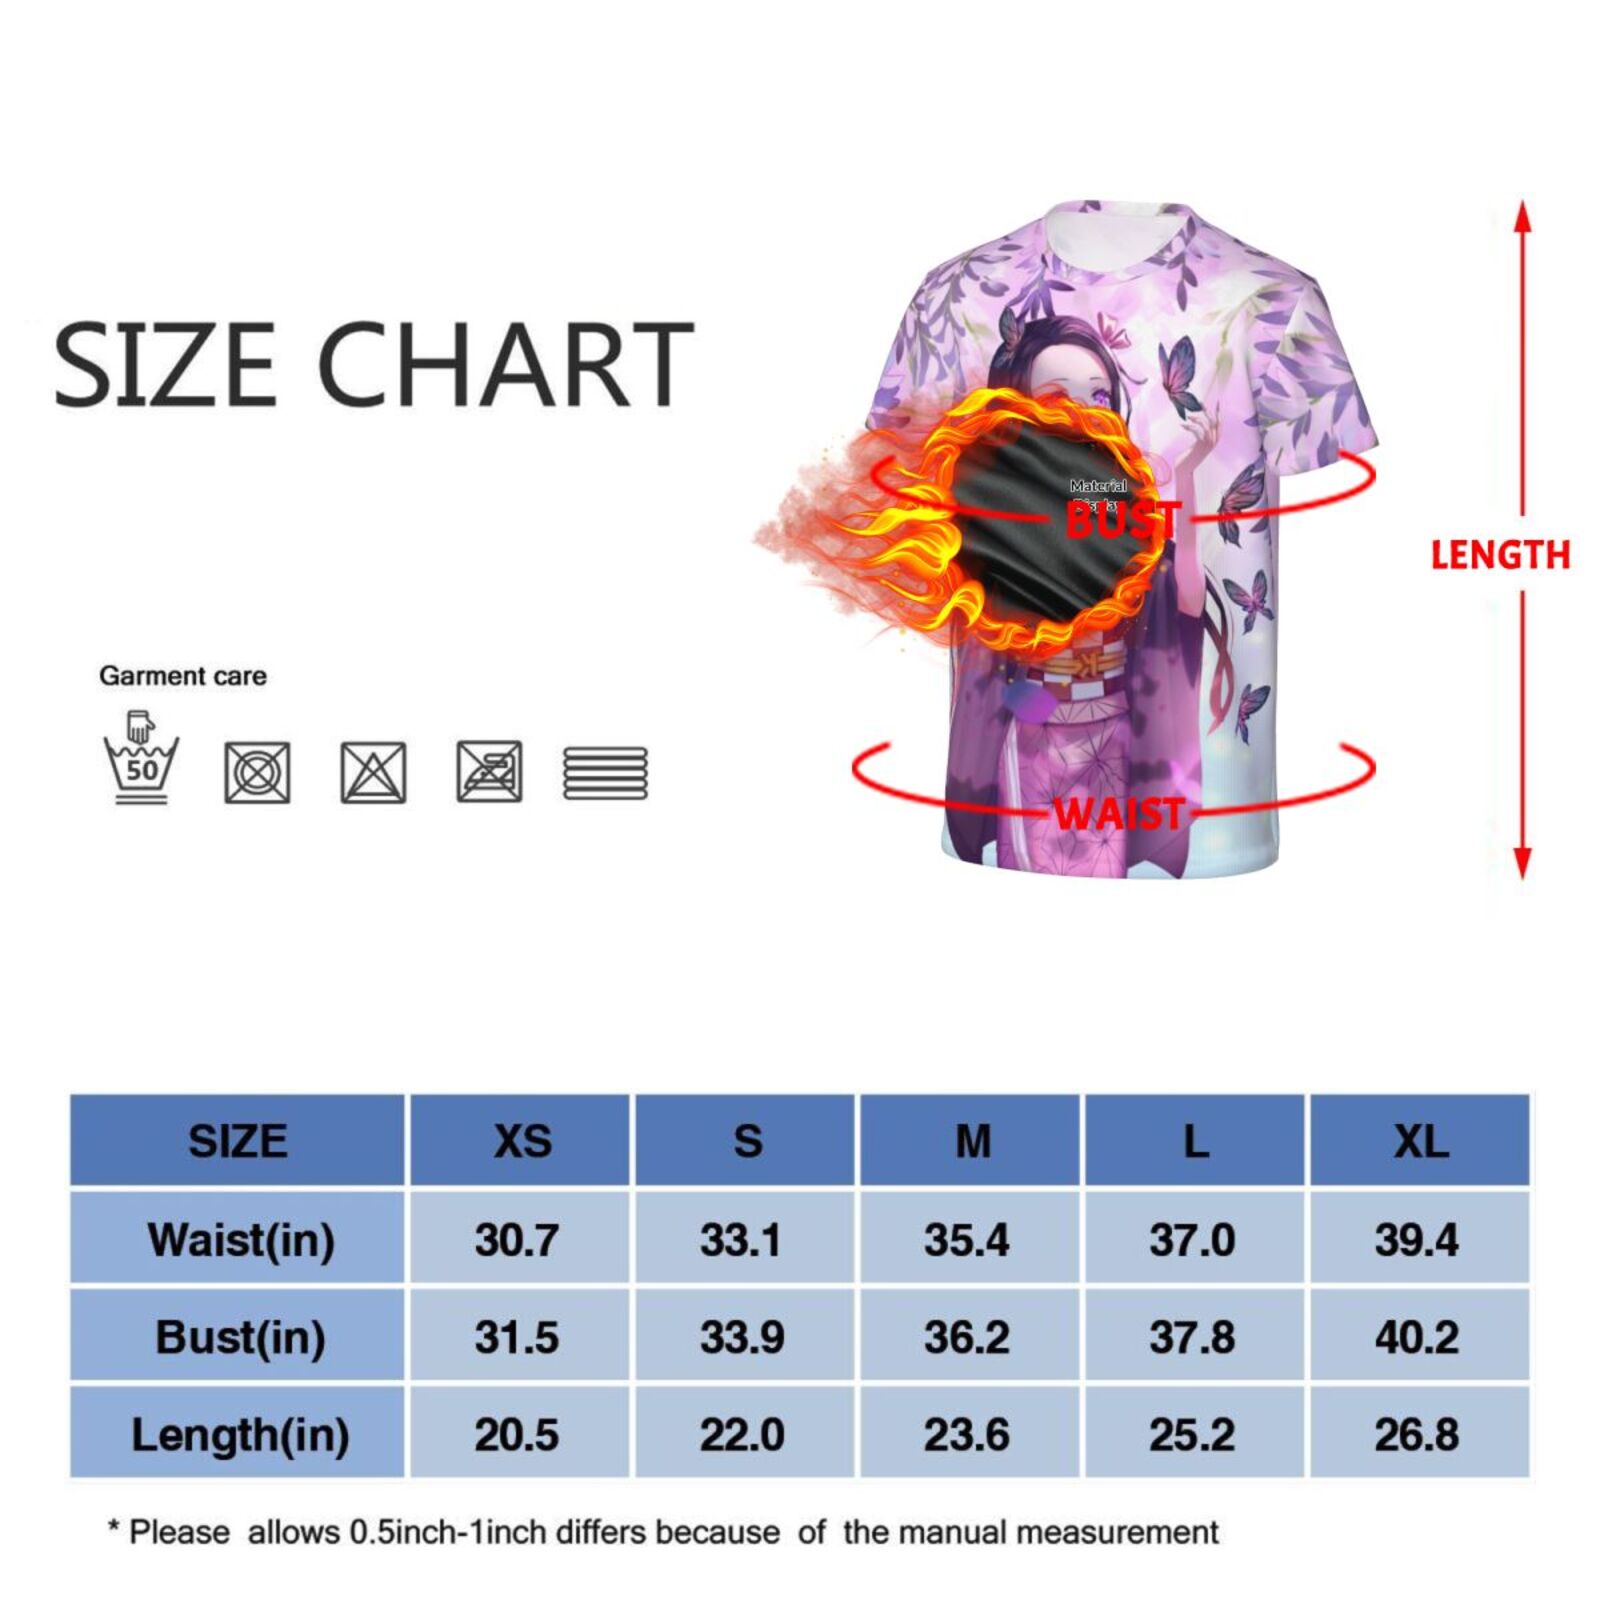 SIZE CHART
Material
Display
BUST
LENGTH
Garment care
50
WAIST
SIZE XS S M L XL
Waist(in) 30.7 33.1 35.4 37.0 39.4
Bust(in) 31.5 33.9 36.2 37.8 40.2
Length(in) 20.5 22.0 23.6 25.2 26.8
* Please allows 0.5inch-1inch differs because of the manual measurement